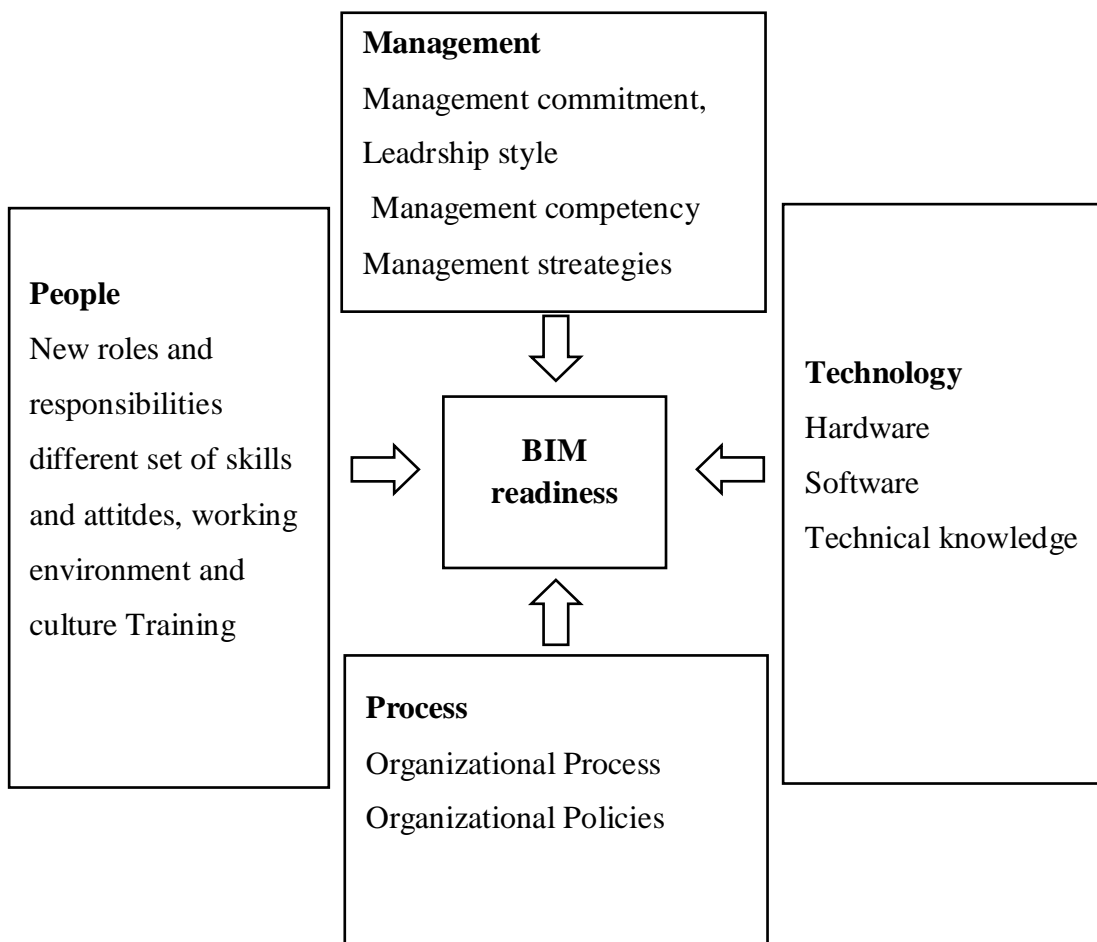 Management
Management commitment,
Leadrship style
Management competency
Management streategies
People
New roles and
responsibilities
different set of skills
and attitdes, working
environment and
culture Training
BIM
readiness
Technology
Hardware
Software
Technical knowledge
Process
Organizational Process
Organizational Policies